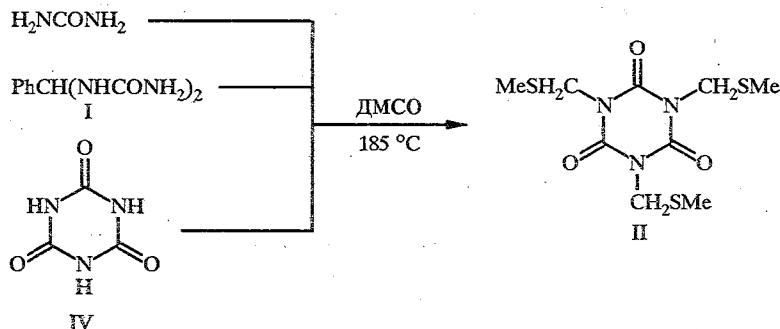 H₂NCONH₂
PhCH(NHCONH₂)₂
I
ДМСО
185 °C
O
HN
NH
O
N
H
O
IV
O
MeSH₂C
N
N
CH₂SMe
O
N
O
CH₂SMe
II